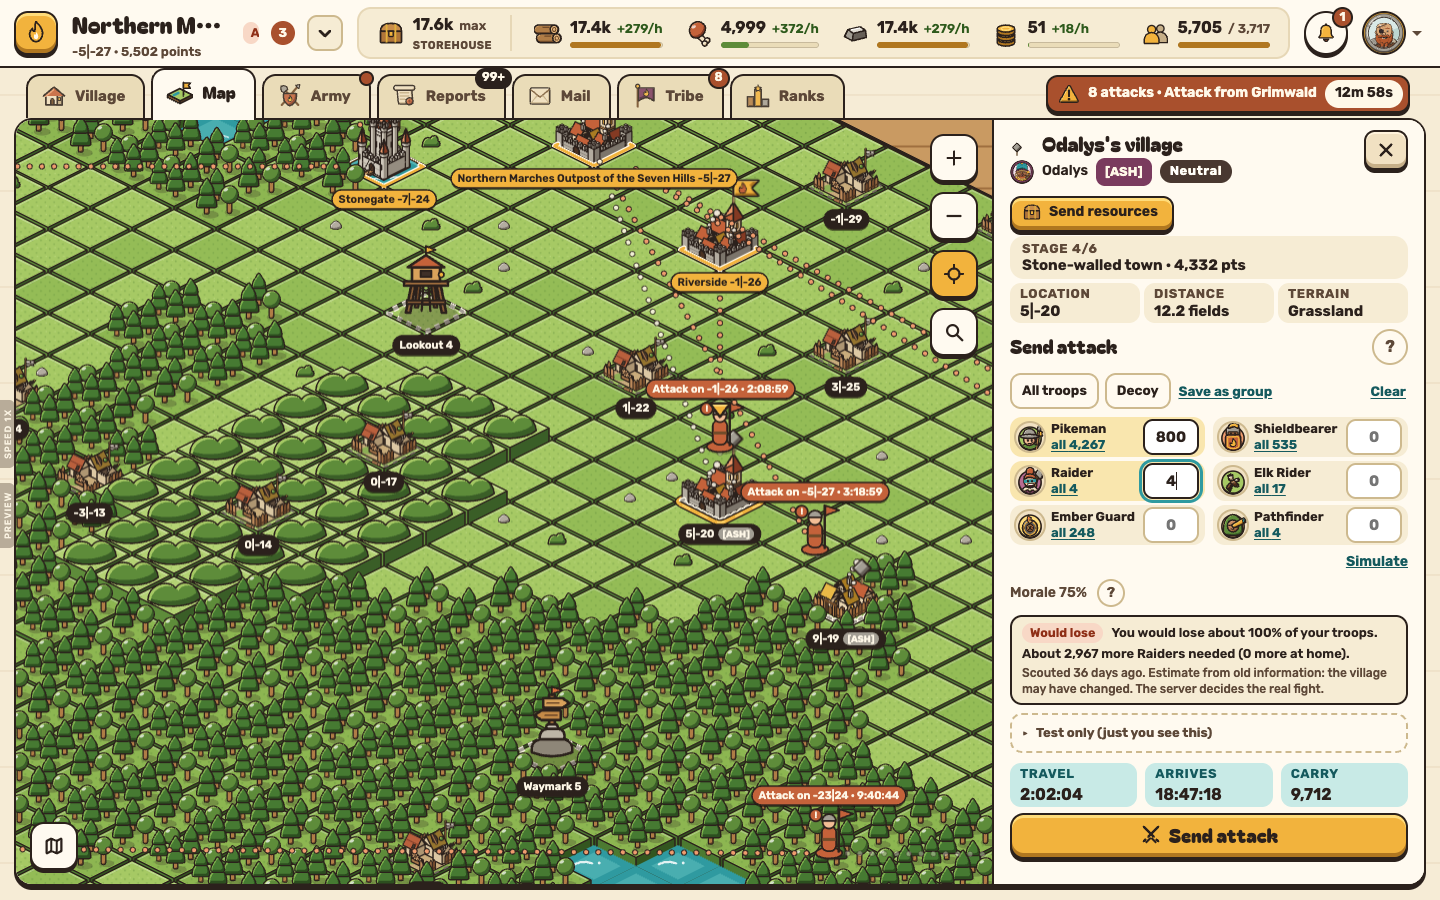 Northern M···
-5|-27 • 5,502 points
A
3
17.6k max
STOREHOUSE
17.4k +279/h
4,999 +372/h
17.4k +279/h
51 +18/h
5,705 / 3,717
1
Village
Map
Army
Reports
99+
Mail
Tribe
8
Ranks
8 attacks • Attack from Grimwald
12m 58s
Northern Marches Outpost of the Seven Hills -5|-27
Stonegate -7|-24
-1|-29
Riverside -1|-26
Lookout 4
3|-25
Attack on -1|-26 • 2:08:59
1|-22
0|-17
4
-3|-13
0|-14
Attack on -5|-27 • 3:18:59
5|-20 [ASH]
9|-19 [ASH]
Waymark 5
Attack on -23|24 • 9:40:44
SPEED 1X
PREVIEW
Odalys's village
Odalys [ASH] Neutral
Send resources
STAGE 4/6
Stone-walled town • 4,332 pts
LOCATION
5|-20
DISTANCE
12.2 fields
TERRAIN
Grassland
Send attack
?
All troops
Decoy
Save as group
Clear
Pikeman
all 4,267
800
Shieldbearer
all 535
0
Raider
all 4
4
Elk Rider
all 17
0
Ember Guard
all 248
0
Pathfinder
all 4
0
Simulate
Morale 75% ?
Would lose You would lose about 100% of your troops.
About 2,967 more Raiders needed (0 more at home).
Scouted 36 days ago. Estimate from old information: the village
may have changed. The server decides the real fight.
Test only (just you see this)
TRAVEL
2:02:04
ARRIVES
18:47:18
CARRY
9,712
Send attack